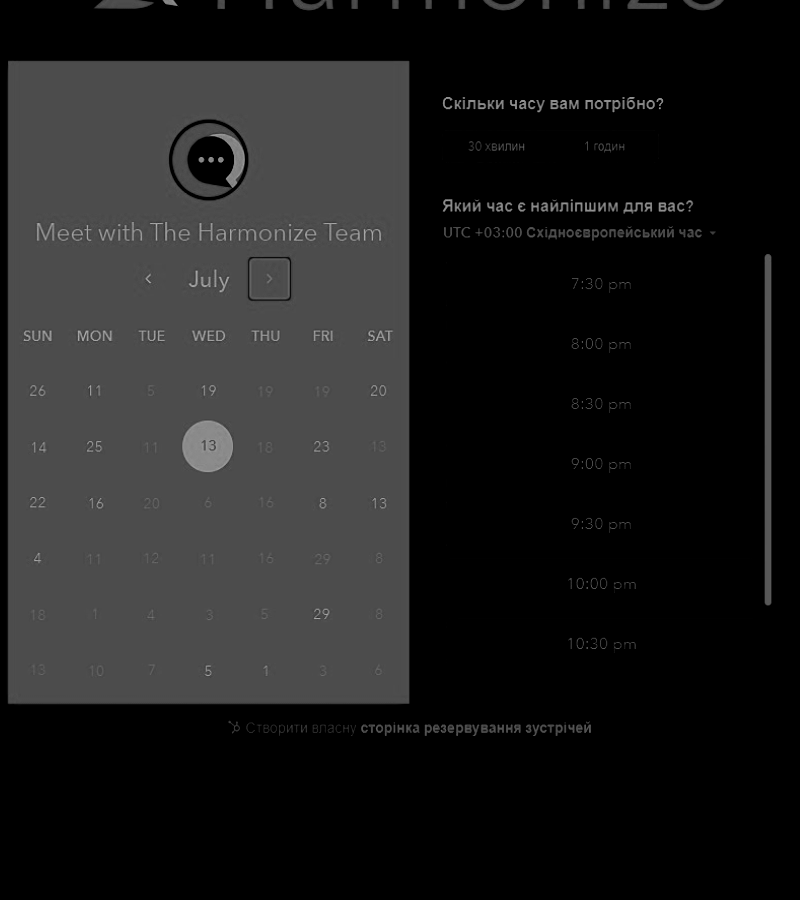 Harmonize
Скільки часу вам потрібно?
30 хвилин 1 годин
Meet with The Harmonize Team
Який час є найліпшим для вас?
UTC +03:00 Східноєвропейський час
July
7:30 pm
SUN MON TUE WED THU FRI SAT
8:00 pm
26 11 5 19 19 19 20
8:30 pm
14 25 11 13 18 23 13
9:00 pm
22 16 20 6 16 8 13
9:30 pm
4 11 12 11 16 29 8
10:00 pm
18 1 4 3 5 29 8
10:30 pm
13 10 7 5 1 3 6
Створити власну сторінка резервування зустрічей